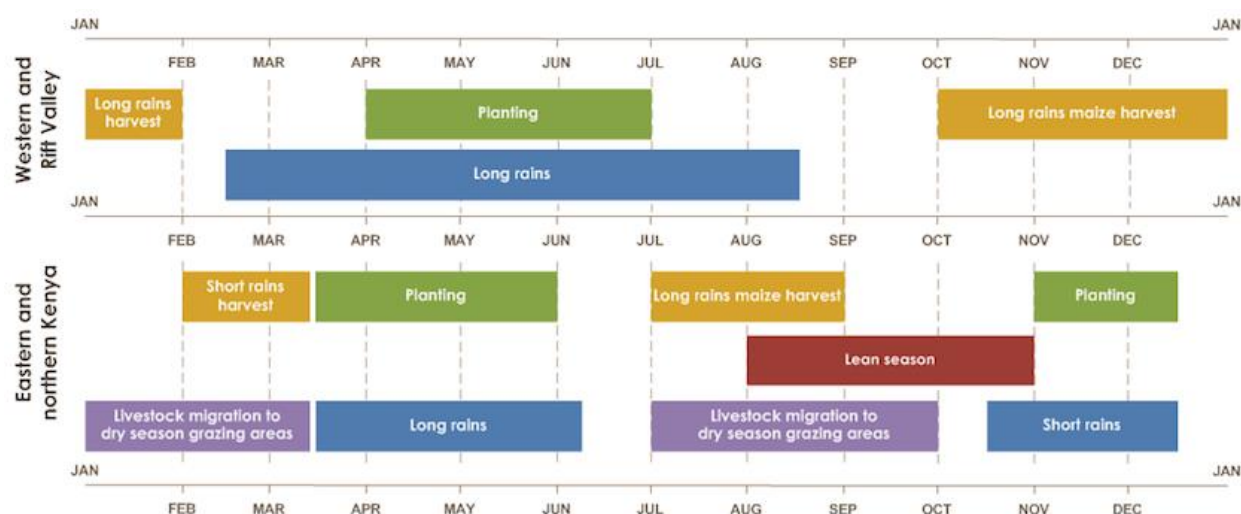 JAN JAN
FEB MAR APR MAY JUN JUL AUG SEP OCT NOV DEC
Western and
Rift Valley
Long rains
harvest
Planting
Long rains maize harvest
Long rains
JAN JAN
FEB MAR APR MAY JUN JUL AUG SEP OCT NOV DEC
Eastern and
northern Kenya
Short rains
harvest
Planting
Long rains maize harvest
Planting
Lean season
Livestock migration to
dry season grazing areas
Long rains
Livestock migration to
dry season grazing areas
Short rains
JAN JAN
FEB MAR APR MAY JUN JUL AUG SEP OCT NOV DEC